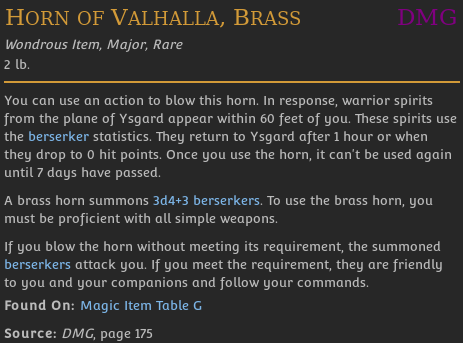 Horn of Valhalla, Brass DMG
Wondrous Item, Major, Rare
2 lb.
You can use an action to blow this horn. In response, warrior spirits
from the plane of Ysgard appear within 60 feet of you. These spirits use
the berserker statistics. They return to Ysgard after 1 hour or when
they drop to 0 hit points. Once you use the horn, it can't be used again
until 7 days have passed.
A brass horn summons 3d4+3 berserkers. To use the brass horn, you
must be proficient with all simple weapons.
If you blow the horn without meeting its requirement, the summoned
berserkers attack you. If you meet the requirement, they are friendly
to you and your companions and follow your commands.
Found On: Magic Item Table G
Source: DMG, page 175